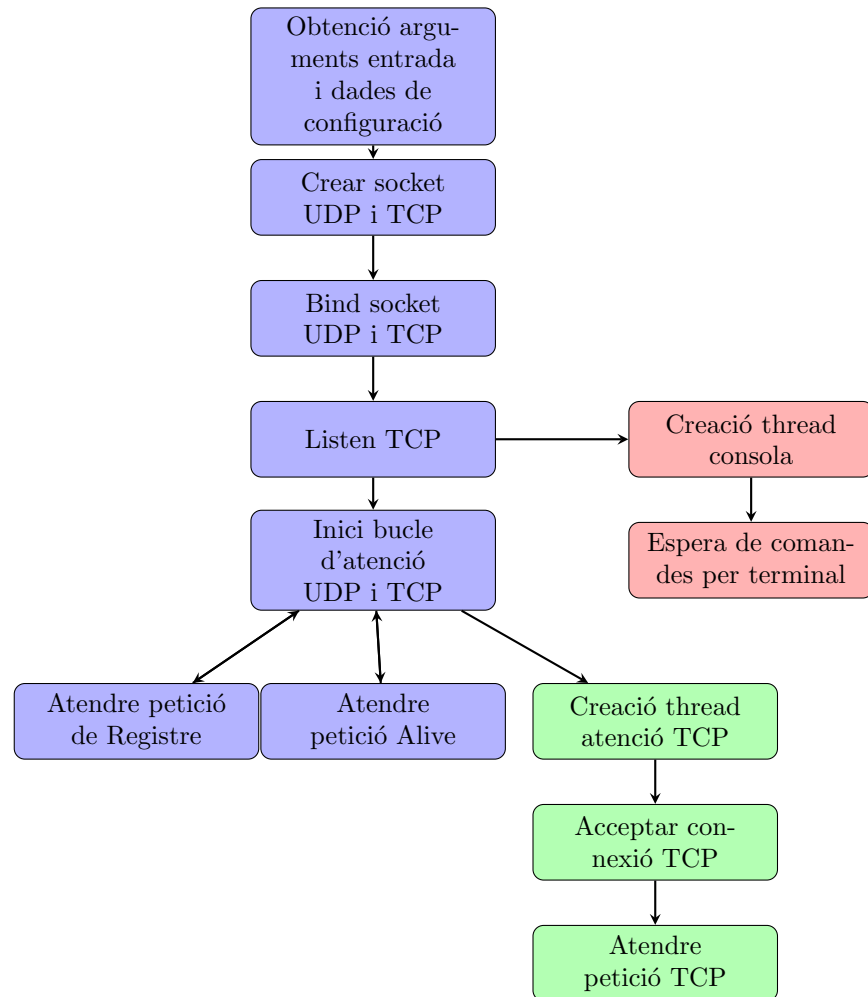 Obtenció argu-
ments entrada
i dades de
configuració
Crear socket
UDP i TCP
Bind socket
UDP i TCP
Listen TCP
Creació thread
consola
Inici bucle
d'atenció
UDP i TCP
Espera de coman-
des per terminal
Atendre petició
de Registre
Atendre
petició Alive
Creació thread
atenció TCP
Acceptar con-
nexió TCP
Atendre
petició TCP